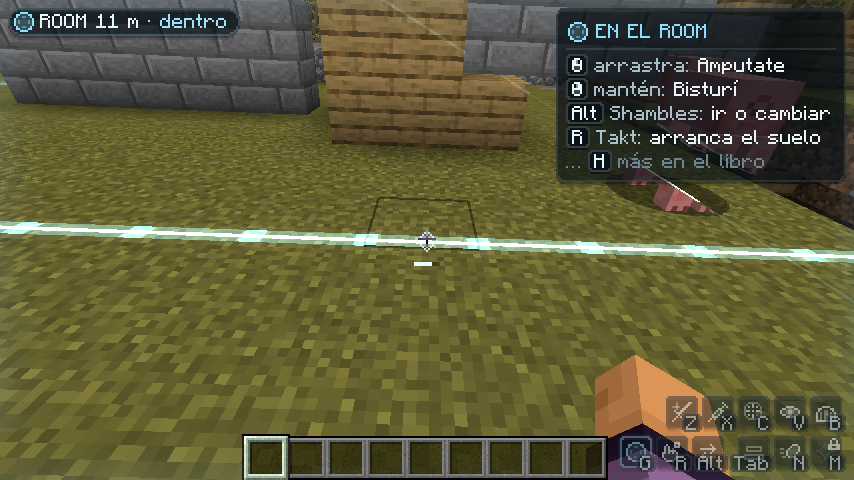 ROOM 11 m · dentro
EN EL ROOM
arrastra: Amputate
mantén: Bisturí
Alt Shambles: ir o cambiar
R Takt: arranca el suelo
... H más en el libro
Z X C V B
G R Alt Tab N M